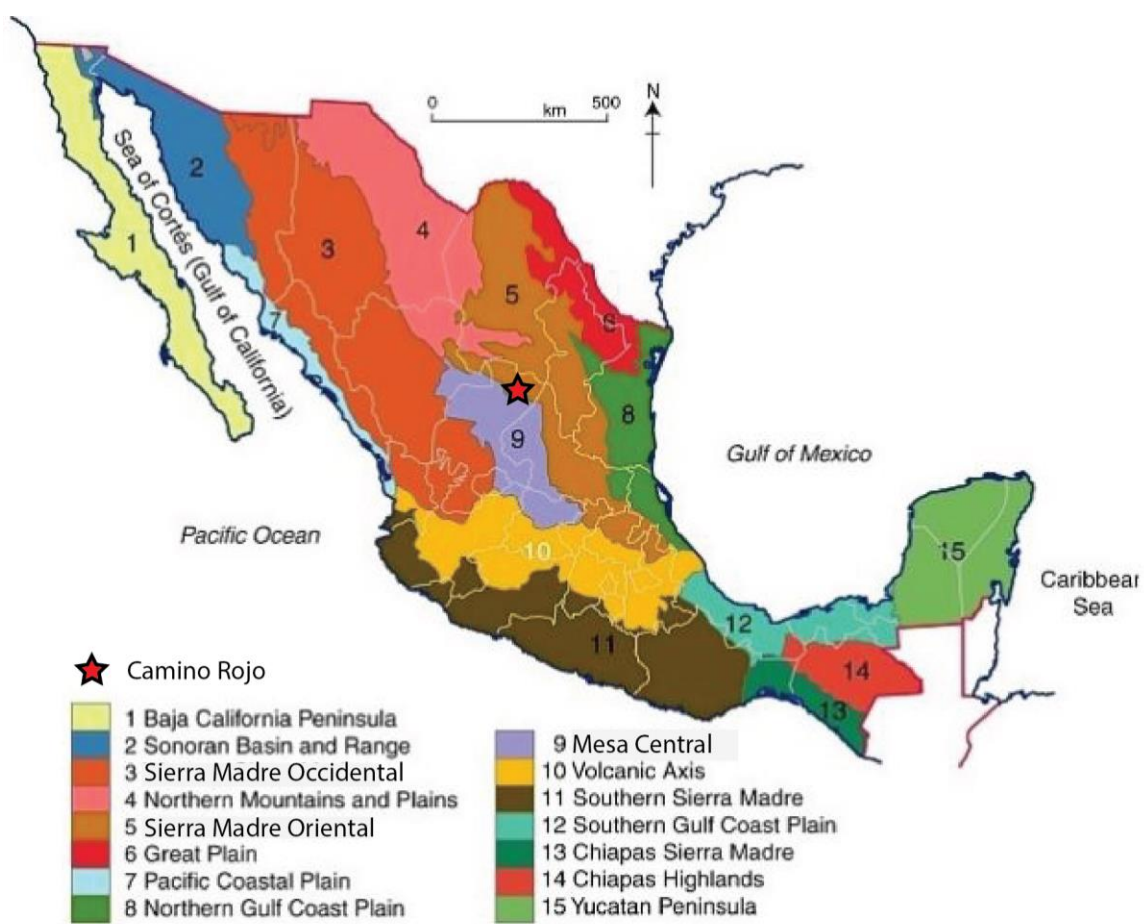 0 500
km
N
Sea of Cortés (Gulf of California)
1
2
3
4
5
6
7
8
9
10
11
12
13
14
15
Gulf of Mexico
Pacific Ocean
Caribbean
Sea
Camino Rojo
1 Baja California Peninsula
2 Sonoran Basin and Range
3 Sierra Madre Occidental
4 Northern Mountains and Plains
5 Sierra Madre Oriental
6 Great Plain
7 Pacific Coastal Plain
8 Northern Gulf Coast Plain
9 Mesa Central
10 Volcanic Axis
11 Southern Sierra Madre
12 Southern Gulf Coast Plain
13 Chiapas Sierra Madre
14 Chiapas Highlands
15 Yucatan Peninsula